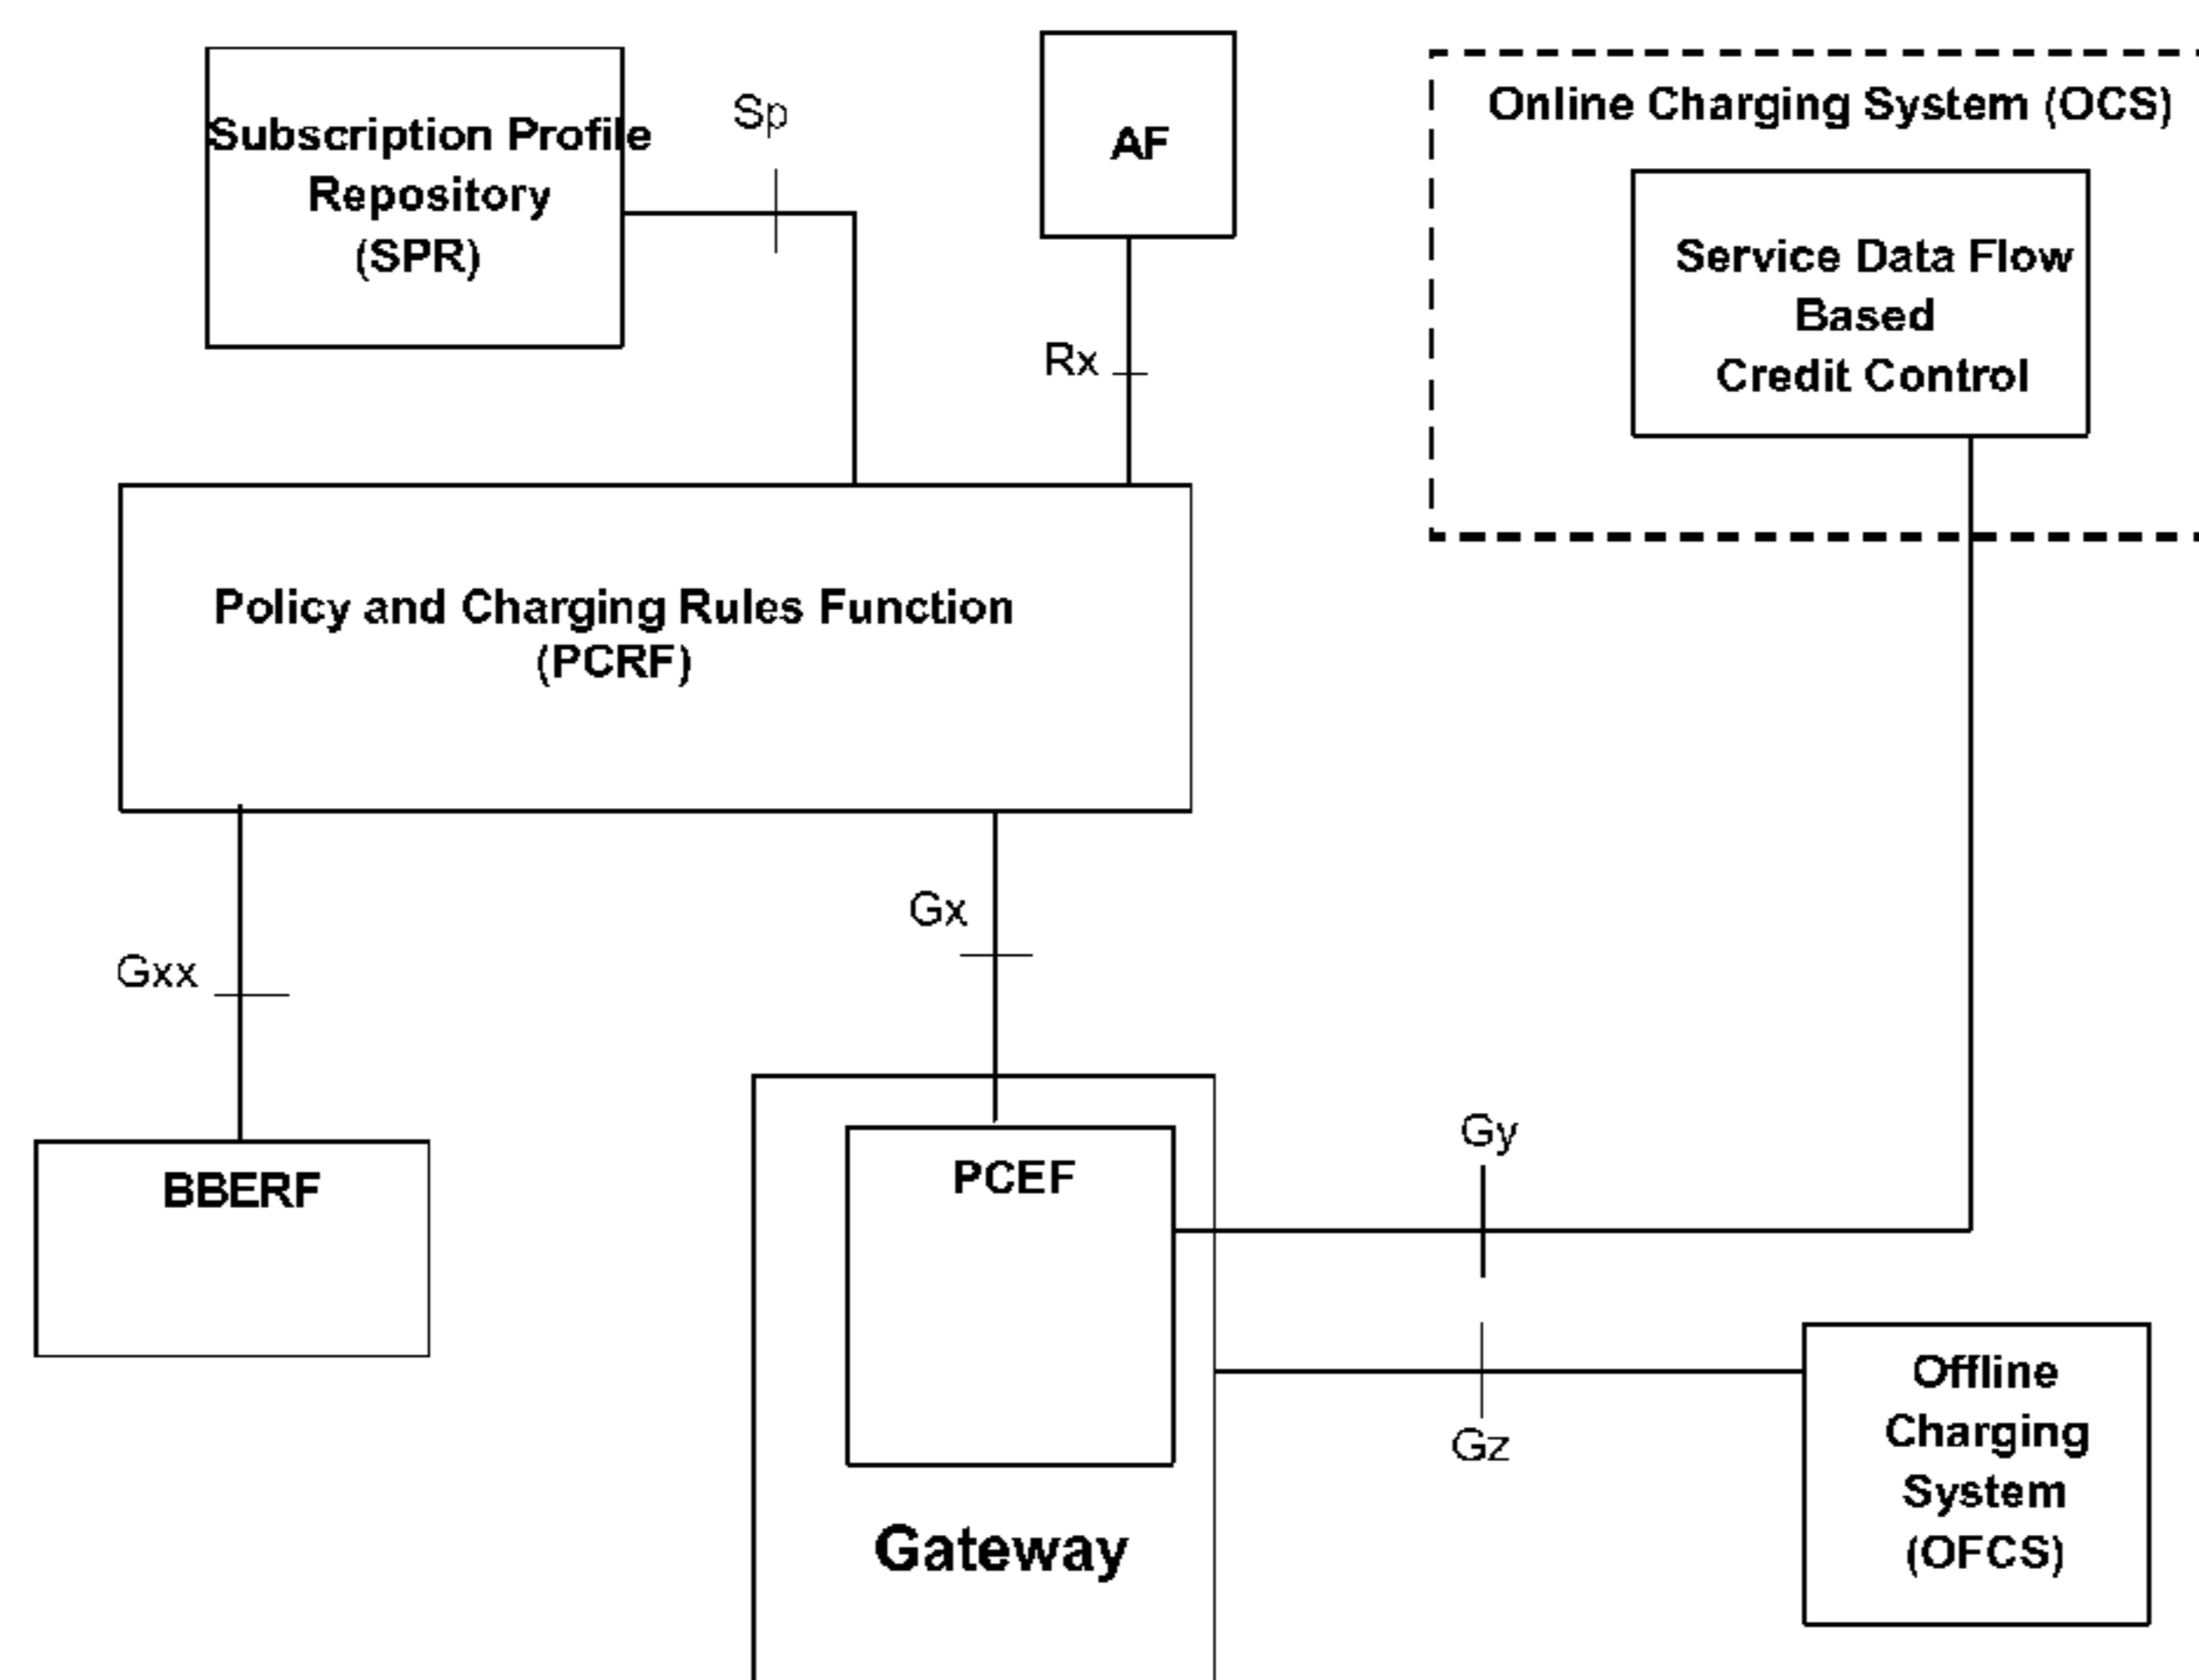 Subscription Profile
Repository
(SPR)
Sp
AF
Rx
Online Charging System (OCS)
Service Data Flow
Based
Credit Control
Policy and Charging Rules Function
(PCRF)
Gxx
Gx
BBERF
PCEF
Gateway
Gy
Gz
Offline
Charging
System
(OFCS)